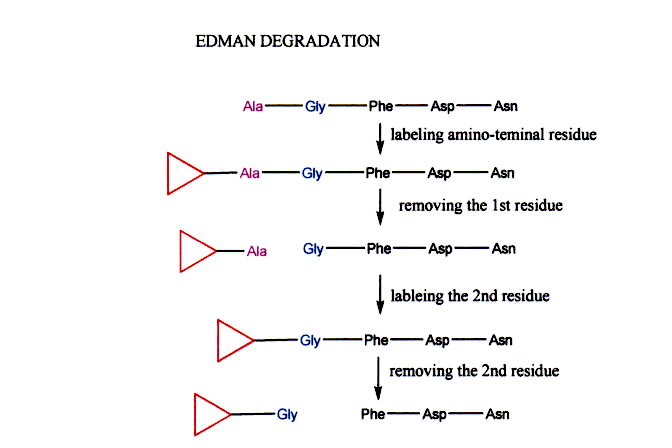 EDMAN DEGRADATION
Ala Gly Phe Asp Asn
labeling amino-teminal residue
Ala Gly Phe Asp Asn
removing the 1st residue
Ala Gly Phe Asp Asn
lableing the 2nd residue
Gly Phe Asp Asn
removing the 2nd residue
Gly Phe Asp Asn